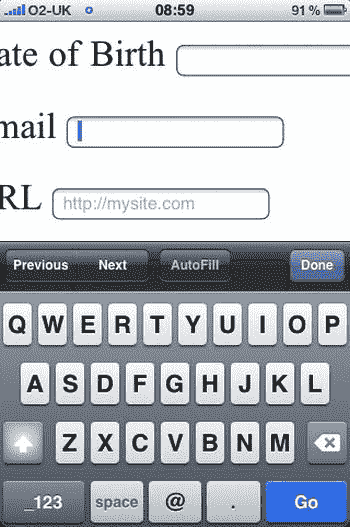 O2-UK 08:59 91 %
ate of Birth
mail
RL http://mysite.com
Previous Next AutoFill Done
Q W E R T Y U I O P
A S D F G H J K L
Z X C V B N M
_123 space @ . Go